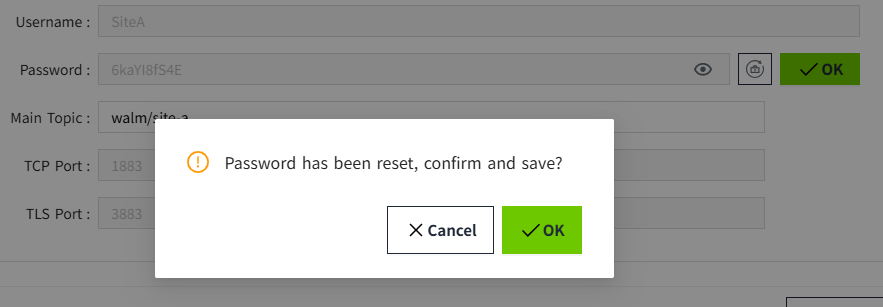 Username : SiteA
Password : 6kaYI8fS4E OK
Main Topic : walm/site-a
Password has been reset, confirm and save?
TCP Port : 1883
TLS Port : 3883
Cancel OK